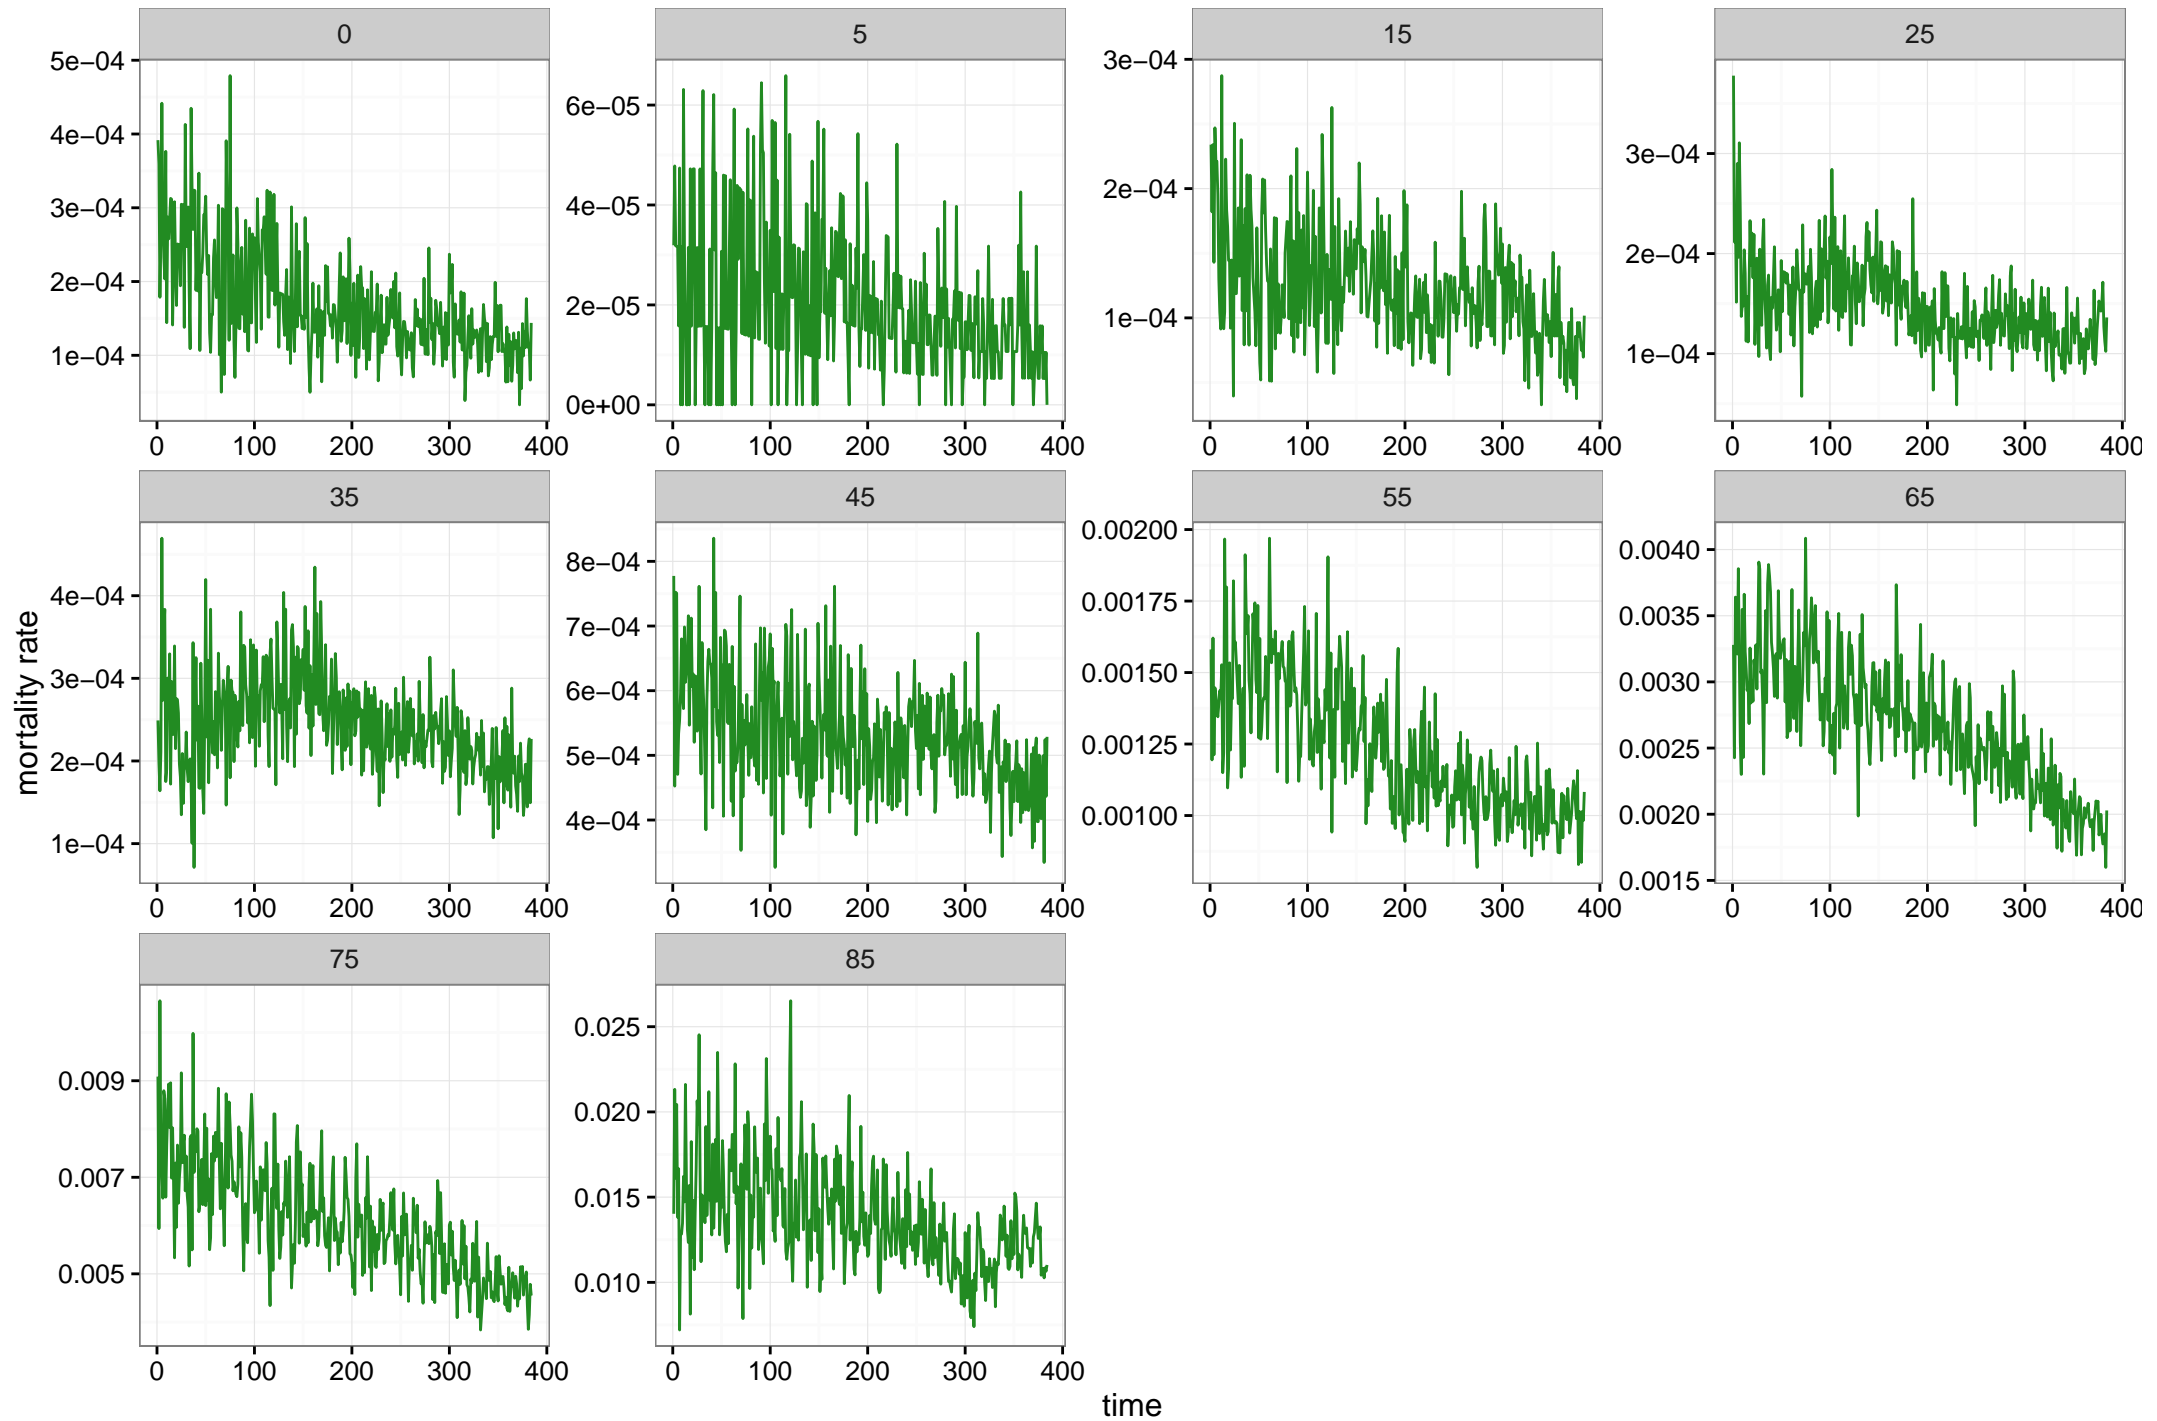 0 5 15 25
5e−04
4e−04
3e−04
2e−04
1e−04
6e−05
4e−05
2e−05
0e+00
3e−04
2e−04
1e−04
3e−04
2e−04
1e−04
0 100 200 300 400 0 100 200 300 400 0 100 200 300 400 0 100 200 300 400
35 45 55 65
4e−04
3e−04
2e−04
1e−04
8e−04
7e−04
6e−04
5e−04
4e−04
0.00200
0.00175
0.00150
0.00125
0.00100
0.0040
0.0035
0.0030
0.0025
0.0020
0.0015
0 100 200 300 400 0 100 200 300 400 0 100 200 300 400 0 100 200 300 400
75 85
0.009
0.007
0.005
0.025
0.020
0.015
0.010
0 100 200 300 400 0 100 200 300 400
mortality rate
time